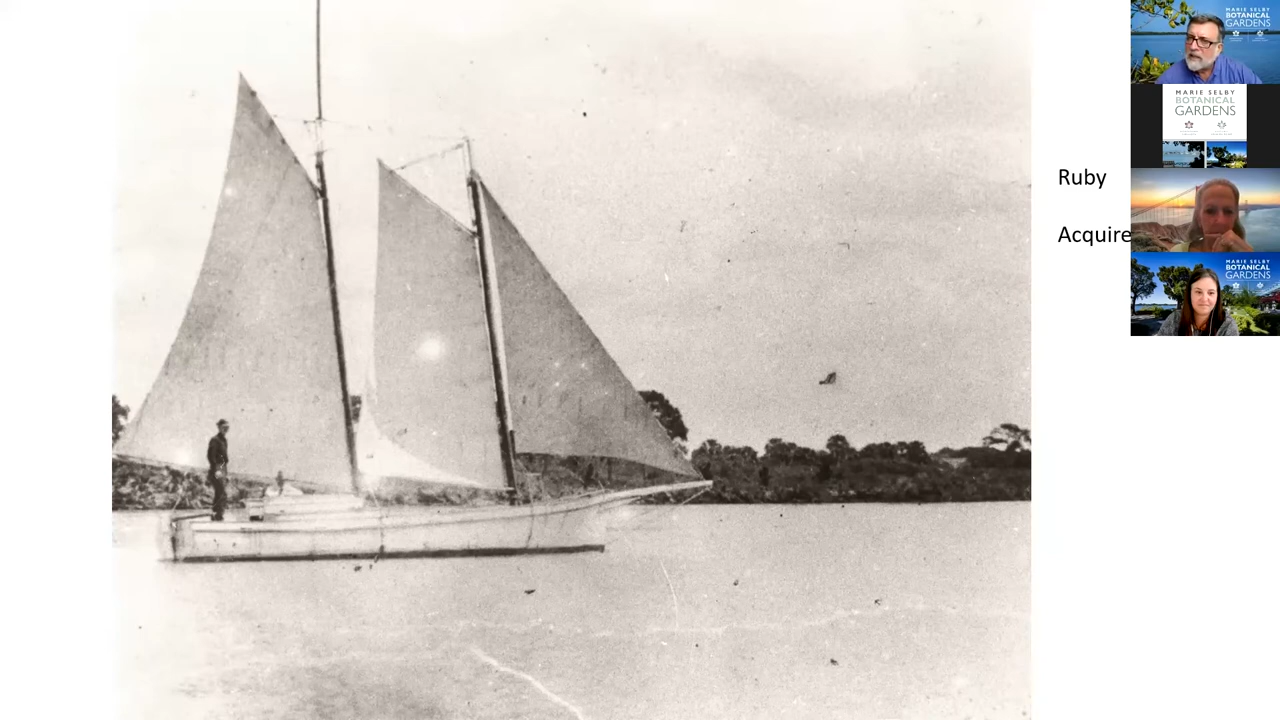 MARIE SELBY
BOTANICAL
GARDENS
MARIE SELBY
BOTANICAL
GARDENS
Ruby
Acquire
MARIE SELBY
BOTANICAL
GARDENS